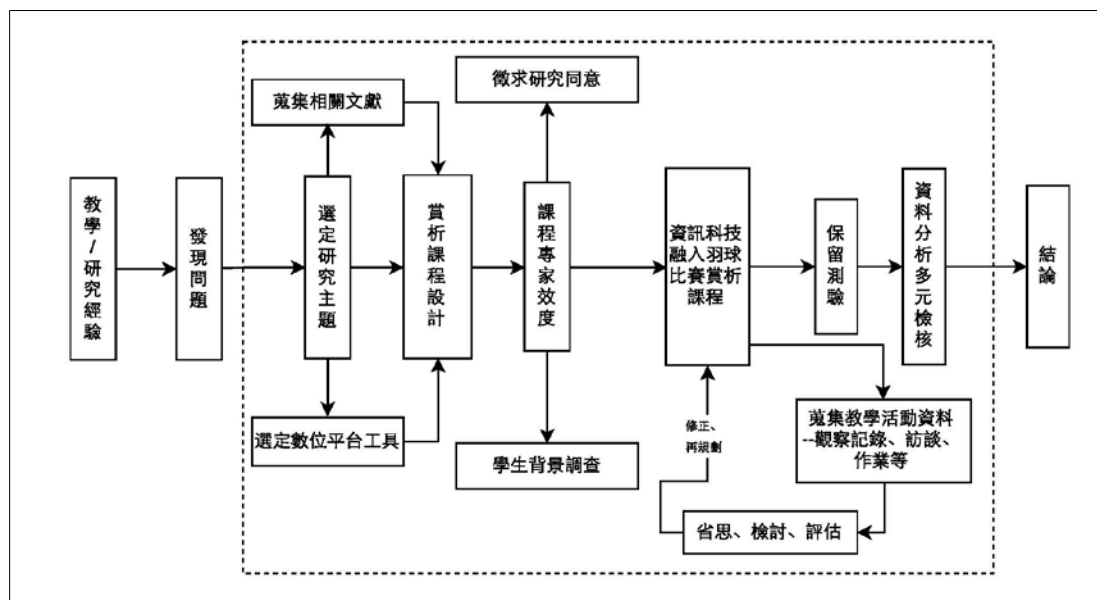 徵求研究同意
蒐集相關文獻
教學/研究經驗
發現問題
選定研究主題
賞析課程設計
課程專家效度
資訊科技
融入羽球
比賽賞析
課程
保留測驗
資料分析多元檢核
結論
選定數位平台工具
學生背景調查
修正、
再規劃
蒐集教學活動資料
--觀察記錄、訪談、
作業等
省思、檢討、評估